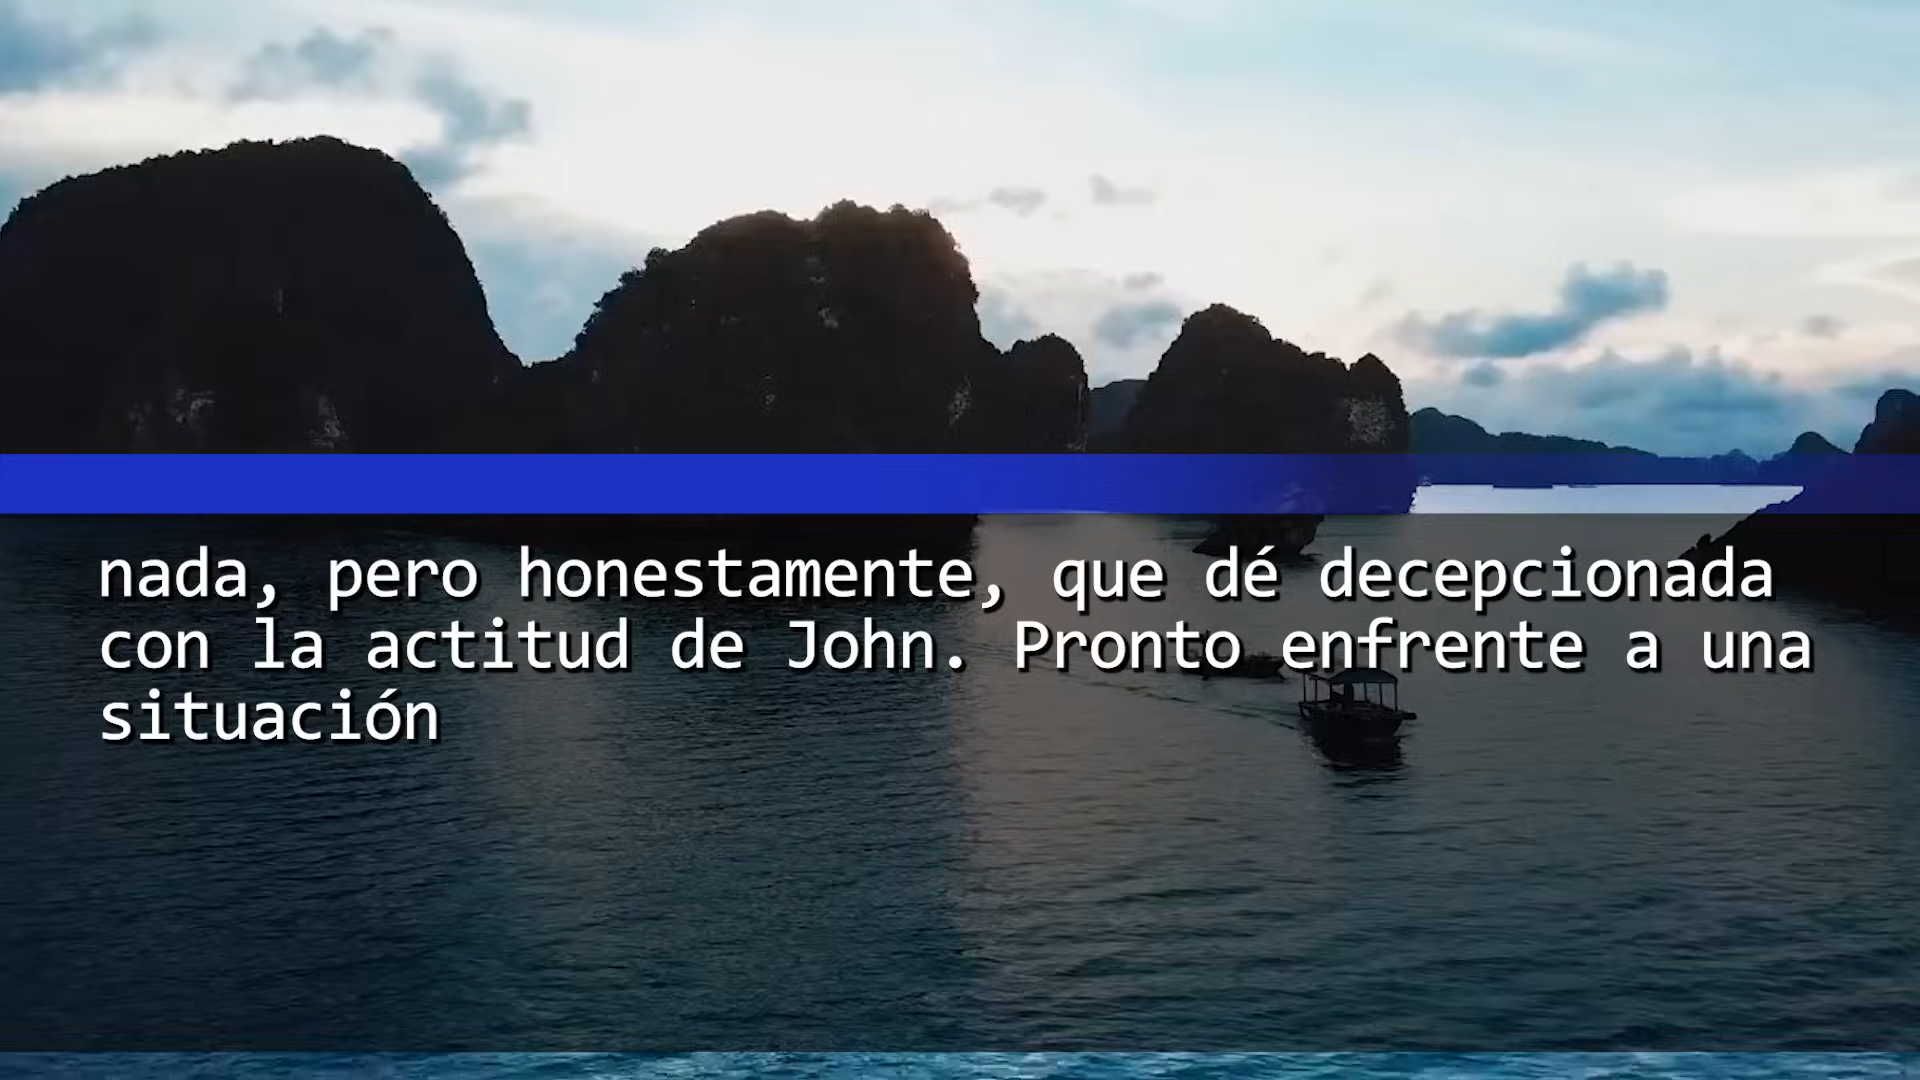 nada, pero honestamente, que dé decepcionada
con la actitud de John. Pronto enfrente a una
situación